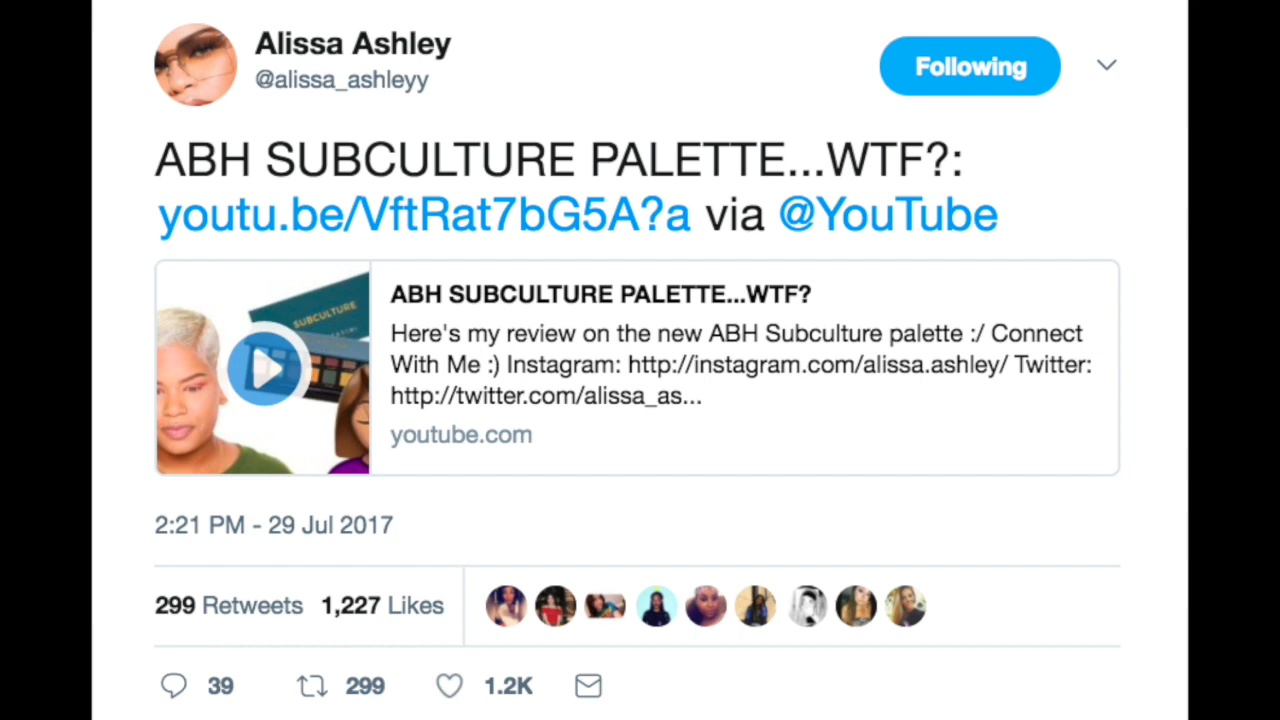 Alissa Ashley
@alissa_ashleyy
Following
ABH SUBCULTURE PALETTE...WTF?:
youtu.be/VftRat7bG5A?a via @YouTube
SUBCULTURE
ABH SUBCULTURE PALETTE...WTF?
Here's my review on the new ABH Subculture palette :/ Connect
With Me :) Instagram: http://instagram.com/alissa.ashley/ Twitter:
http://twitter.com/alissa_as...
youtube.com
2:21 PM - 29 Jul 2017
299 Retweets 1,227 Likes
39 299 1.2K